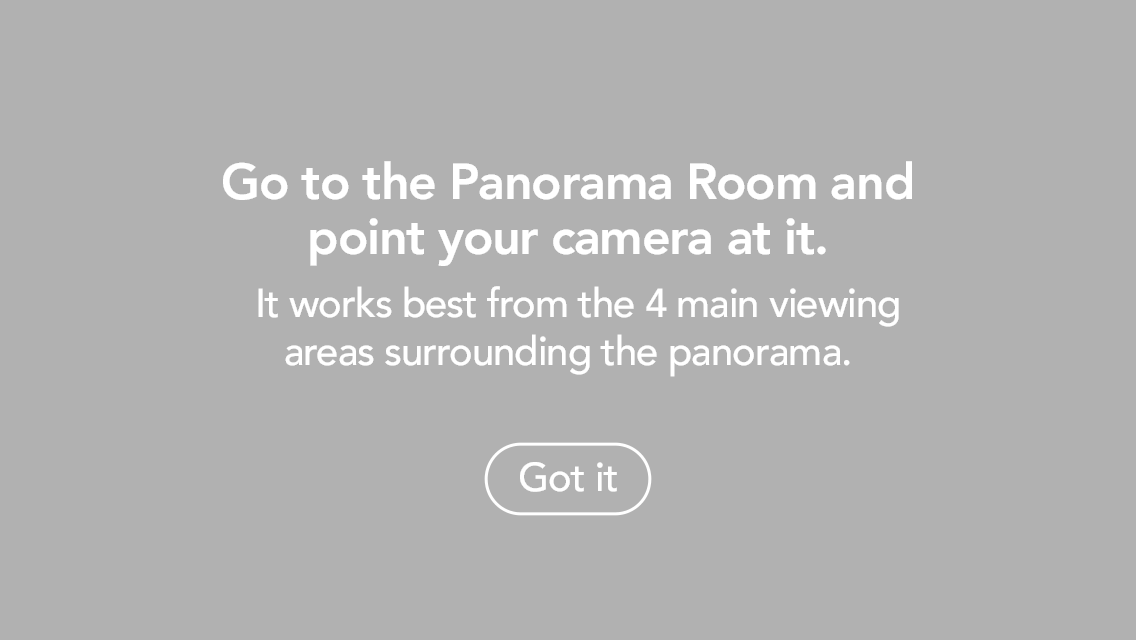 Go to the Panorama Room and
point your camera at it.
It works best from the 4 main viewing
areas surrounding the panorama.
Got it